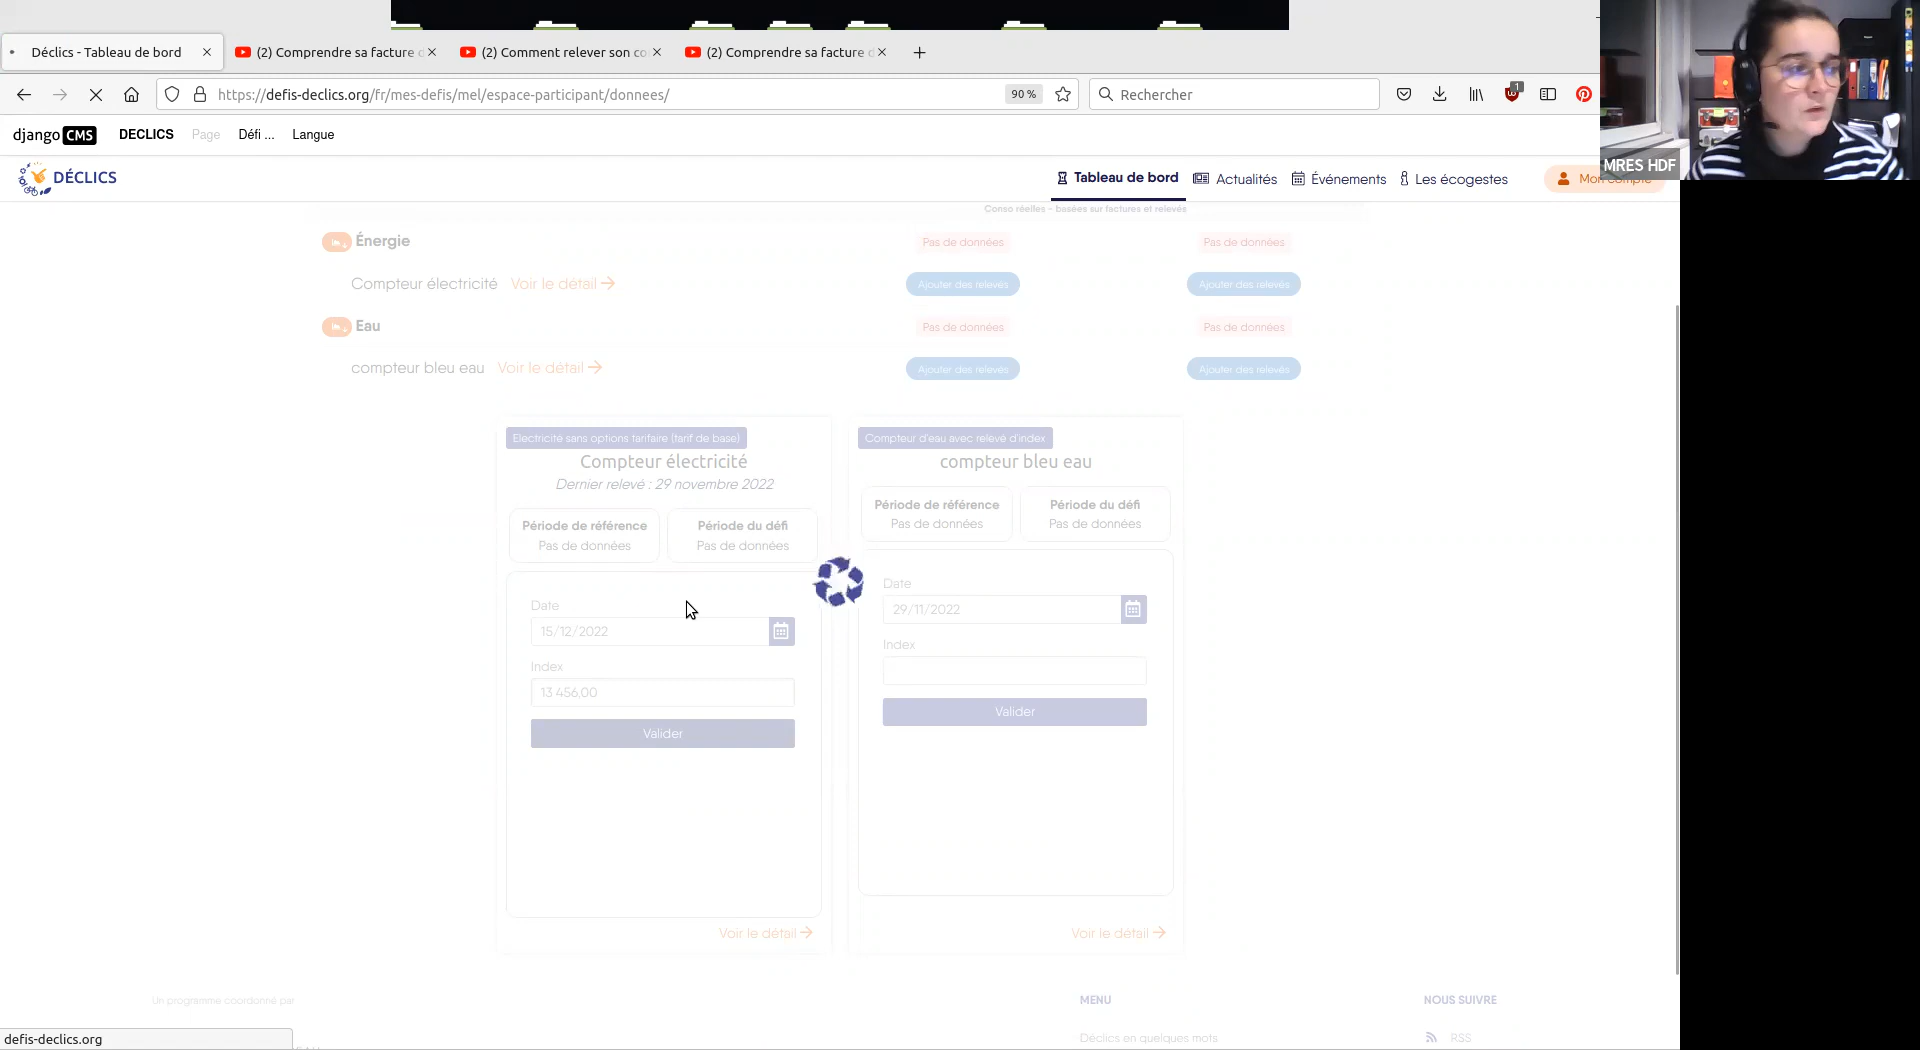 Déclics - Tableau de bord
(2) Comprendre sa facture d
(2) Comment relever son co
(2) Comprendre sa facture d
https://defis-declics.org/fr/mes-defis/mel/espace-participant/donnees/
90 %
Rechercher
1
django CMS
DECLICS
Page
Défi ...
Langue
MRES HDF
DÉCLICS
Tableau de bord
Actualités
Événements
Les écogestes
Mon compte
Conso réelles - basées sur factures et relevés
Énergie
Pas de données
Pas de données
Compteur électricité
Voir le détail
Ajouter des relevés
Ajouter des relevés
Eau
Pas de données
Pas de données
compteur bleu eau
Voir le détail
Ajouter des relevés
Ajouter des relevés
Electricité sans options tarifaire (tarif de base)
Compteur électricité
Dernier relevé : 29 novembre 2022
Période de référence
Pas de données
Période du défi
Pas de données
Date
15/12/2022
Index
13 456,00
Valider
Voir le détail
Compteur d'eau avec relevé d'index
compteur bleu eau
Période de référence
Pas de données
Période du défi
Pas de données
Date
29/11/2022
Index
Valider
Voir le détail
Un programme coordonné par
MENU
NOUS SUIVRE
Déclics en quelques mots
RSS
defis-declics.org